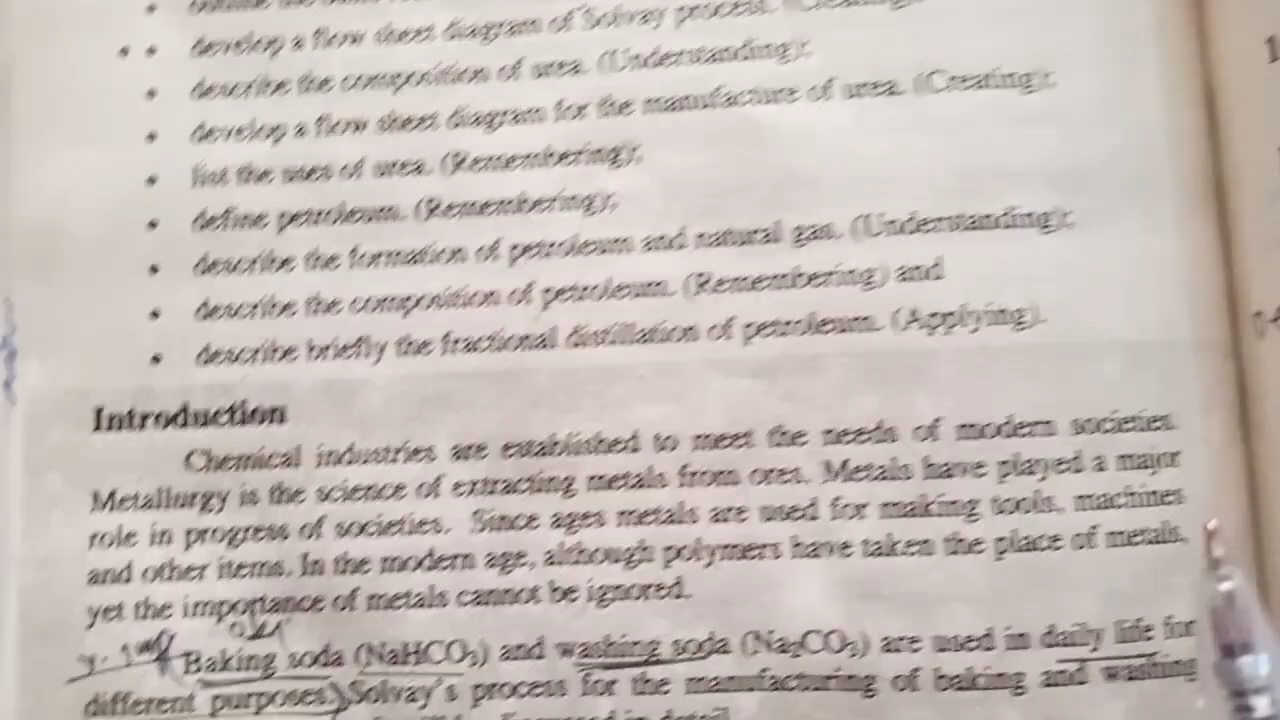 • develop a flow sheet diagram of Solvay process. (Creating);
• describe the composition of urea. (Understanding);
• develop a flow sheet diagram for the manufacture of urea. (Creating);
• list the uses of urea. (Remembering);
• define petroleum. (Remembering);
• describe the formation of petroleum and natural gas. (Understanding);
• describe the composition of petroleum. (Remembering) and
• describe briefly the fractional distillation of petroleum. (Applying).
Introduction
Chemical industries are established to meet the needs of modern societies.
Metallurgy is the science of extracting metals from ores. Metals have played a major
role in progress of societies. Since ages metals are used for making tools, machines
and other items. In the modern age, although polymers have taken the place of metals,
yet the importance of metals cannot be ignored.
Baking soda (NaHCO₃) and washing soda (Na₂CO₃) are used in daily life for
different purposes. Solvay's process for the manufacturing of baking and washing